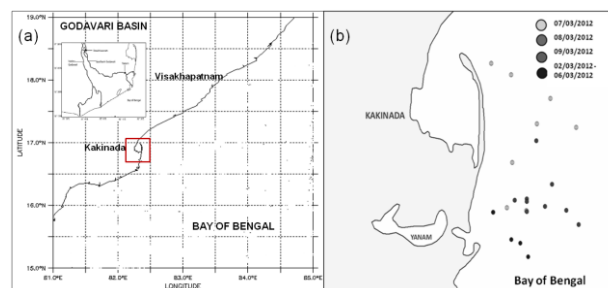 GODAVARI BASIN
(a)
Visakhapatnam
Kakinada
BAY OF BENGAL
19.0°N
18.0°N
17.0°N
16.0°N
15.0°N
LATITUDE
81.0°E
82.0°E
83.0°E
84.0°E
LONGITUDE
(b)
07/03/2012
08/03/2012
09/03/2012
02/03/2012-
06/03/2012
KAKINADA
YANAM
Bay of Bengal